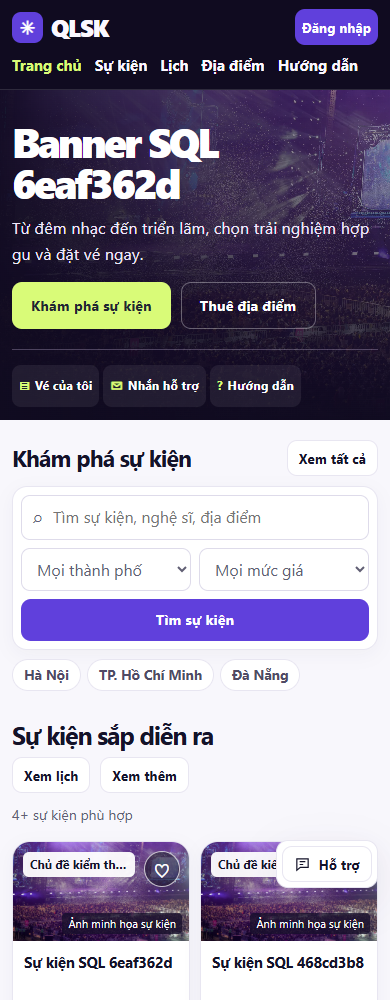 QLSK
Đăng nhập
Trang chủ Sự kiện Lịch Địa điểm Hướng dẫn
Banner SQL
6eaf362d
Từ đêm nhạc đến triển lãm, chọn trải nghiệm hợp
gu và đặt vé ngay.
Khám phá sự kiện Thuê địa điểm
Vé của tôi Nhắn hỗ trợ ? Hướng dẫn
Khám phá sự kiện Xem tất cả
Tìm sự kiện, nghệ sĩ, địa điểm
Mọi thành phố Mọi mức giá
Tìm sự kiện
Hà Nội TP. Hồ Chí Minh Đà Nẵng
Sự kiện sắp diễn ra
Xem lịch Xem thêm
4+ sự kiện phù hợp
Chủ đề kiểm th... Chủ đề kiể Hỗ trợ
Ảnh minh họa sự kiện Ảnh minh họa sự kiện
Sự kiện SQL 6eaf362d Sự kiện SQL 468cd3b8